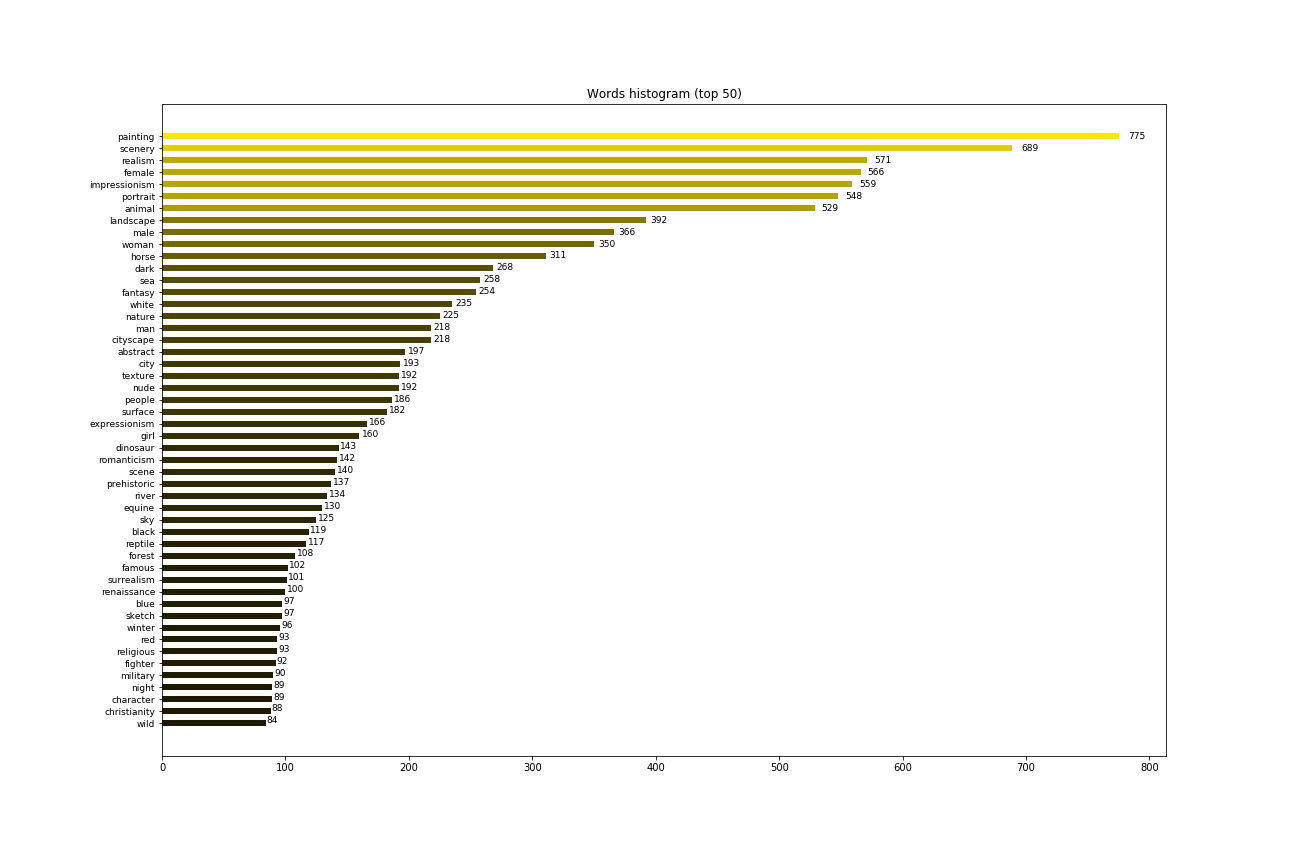 Words histogram (top 50)
painting 775
scenery 689
realism 571
female 566
impressionism 559
portrait 548
animal 529
landscape 392
male 366
woman 350
horse 311
dark 268
sea 258
fantasy 254
white 235
nature 225
man 218
cityscape 218
abstract 197
city 193
texture 192
nude 192
people 186
surface 182
expressionism 166
girl 160
dinosaur 143
romanticism 142
scene 140
prehistoric 137
river 134
equine 130
sky 125
black 119
reptile 117
forest 108
famous 102
surrealism 101
renaissance 100
blue 97
sketch 97
winter 96
red 93
religious 93
fighter 92
military 90
night 89
character 89
christianity 88
wild 84
0 100 200 300 400 500 600 700 800